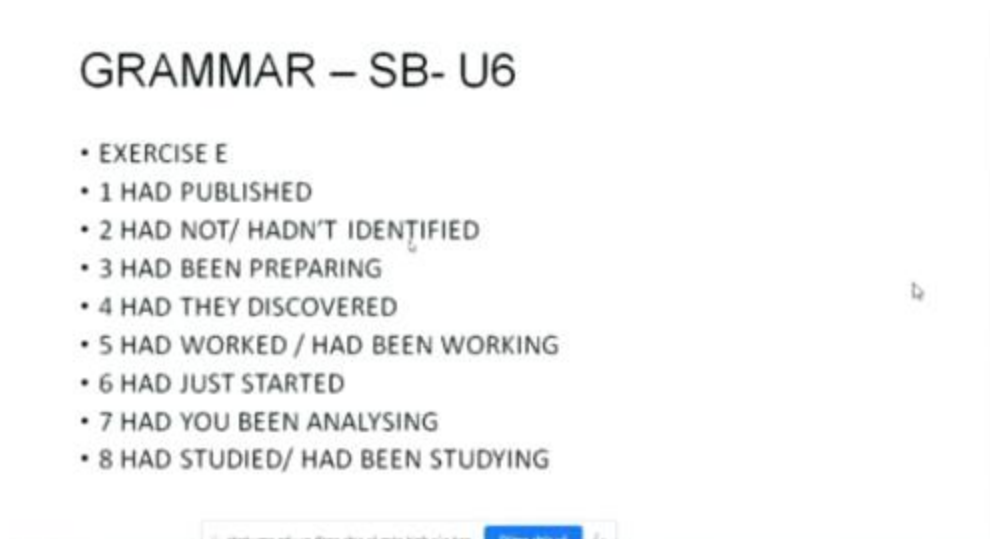 GRAMMAR – SB- U6
• EXERCISE E
• 1 HAD PUBLISHED
• 2 HAD NOT/ HADN'T IDENTIFIED
• 3 HAD BEEN PREPARING
• 4 HAD THEY DISCOVERED
• 5 HAD WORKED / HAD BEEN WORKING
• 6 HAD JUST STARTED
• 7 HAD YOU BEEN ANALYSING
• 8 HAD STUDIED/ HAD BEEN STUDYING